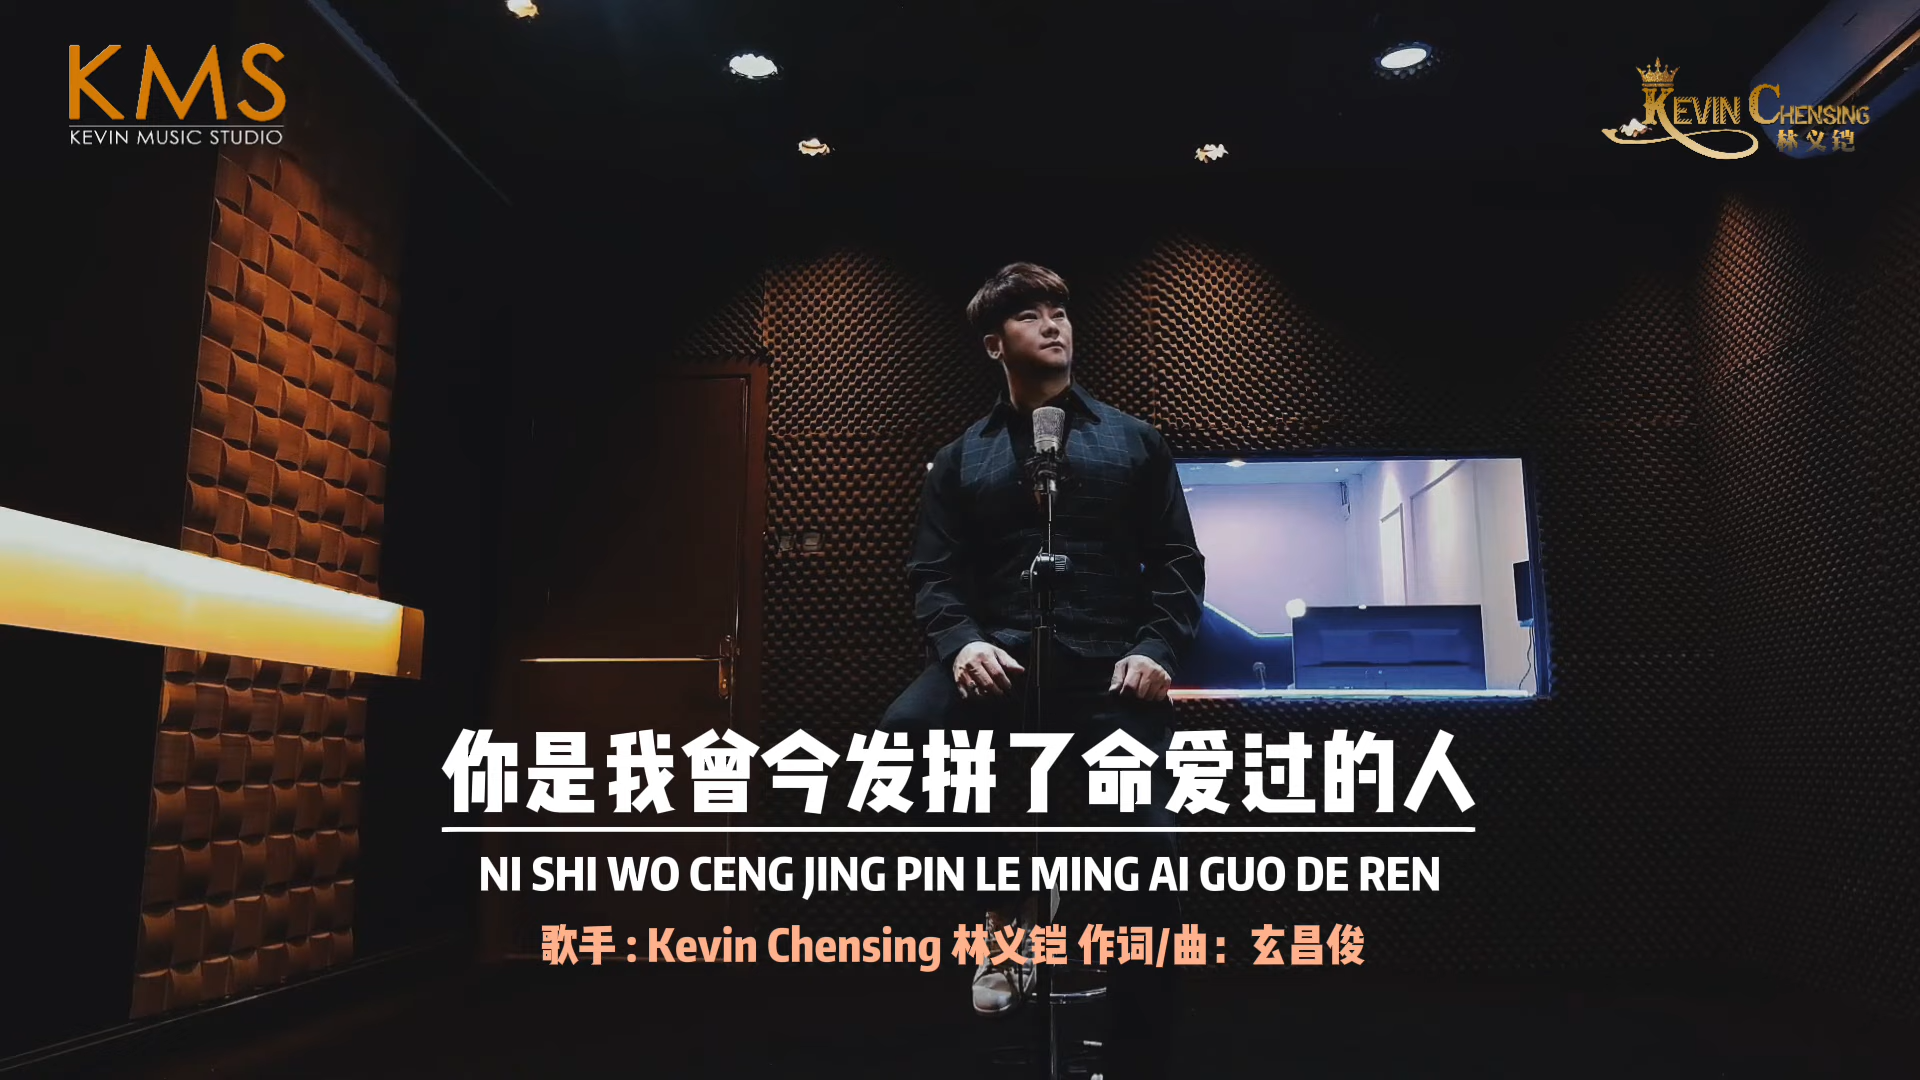 KMS
KEVIN MUSIC STUDIO
KEVIN CHENSING
林义铠
你是我曾今发拼了命爱过的人
NI SHI WO CENG JING PIN LE MING AI GUO DE REN
歌手 : Kevin Chensing 林义铠 作词/曲：玄昌俊